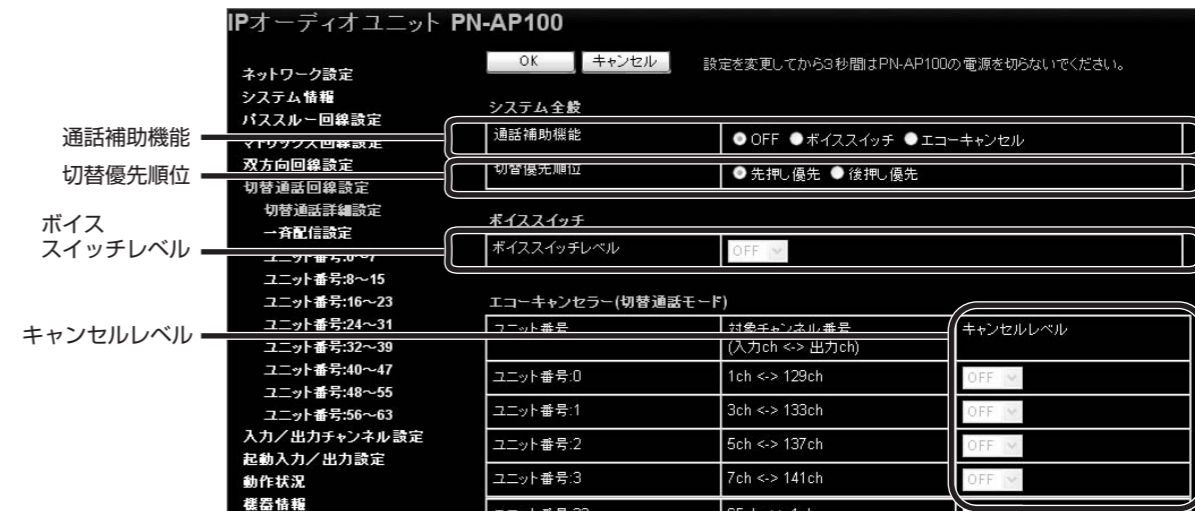 IPオーディオユニット PN-AP100
OK
キャンセル
設定を変更してから3秒間はPN-AP100の電源を切らないでください。
ネットワーク設定
システム情報
パススルー回線設定
マトリックス回線設定
双方向回線設定
切替通話回線設定
切替通話詳細設定
一斉配信設定
ユニット番号:0～7
ユニット番号:8～15
ユニット番号:16～23
ユニット番号:24～31
ユニット番号:32～39
ユニット番号:40～47
ユニット番号:48～55
ユニット番号:56～63
入力／出力チャンネル設定
起動入力／出力設定
動作状況
機器情報
通話補助機能
切替優先順位
ボイス
スイッチレベル
キャンセルレベル
システム全般
通話補助機能
OFF ボイススイッチ エコーキャンセル
切替優先順位
先押し優先 後押し優先
ボイススイッチ
ボイススイッチレベル
OFF
エコーキャンセラー(切替通話モード)
ユニット番号
対象チャンネル番号
(入力ch <-> 出力ch)
キャンセルレベル
ユニット番号:0
1ch <-> 129ch
OFF
ユニット番号:1
3ch <-> 133ch
OFF
ユニット番号:2
5ch <-> 137ch
OFF
ユニット番号:3
7ch <-> 141ch
OFF